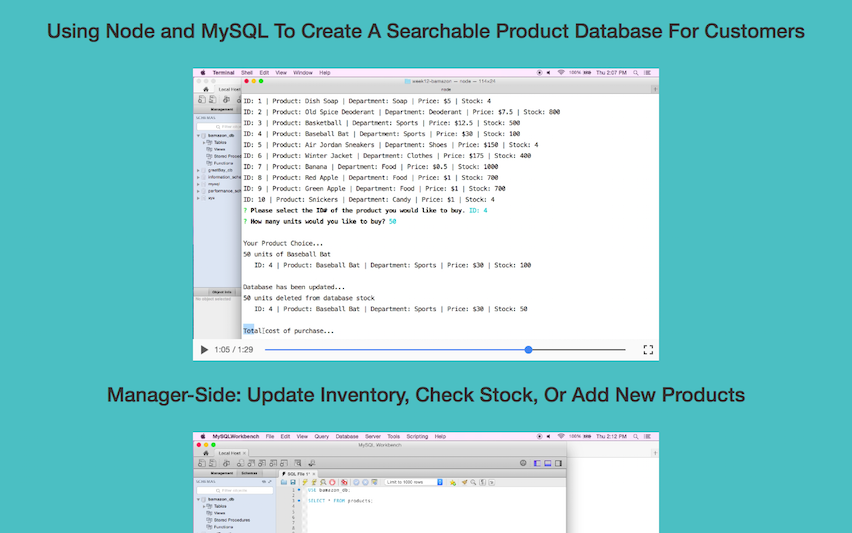 Using Node and MySQL To Create A Searchable Product Database For Customers
Terminal Shell Edit View Window Help 100% Thu 2:07 PM
week12-bamazon — node — 114×24
Local host node
Management
SCHEMAS
bamazon_db
Tables
Views
Stored Procedu
Functions
greatBay_db
information_sche
mysql
performance_sch
sys
Object Info
No object selected
ID: 1 | Product: Dish Soap | Department: Soap | Price: $5 | Stock: 4
ID: 2 | Product: Old Spice Deoderant | Department: Deoderant | Price: $7.5 | Stock: 800
ID: 3 | Product: Basketball | Department: Sports | Price: $12.5 | Stock: 500
ID: 4 | Product: Baseball Bat | Department: Sports | Price: $30 | Stock: 100
ID: 5 | Product: Air Jordan Sneakers | Department: Shoes | Price: $150 | Stock: 4
ID: 6 | Product: Winter Jacket | Department: Clothes | Price: $175 | Stock: 400
ID: 7 | Product: Banana | Department: Food | Price: $0.5 | Stock: 1000
ID: 8 | Product: Red Apple | Department: Food | Price: $1 | Stock: 700
ID: 9 | Product: Green Apple | Department: Food | Price: $1 | Stock: 700
ID: 10 | Product: Snickers | Department: Candy | Price: $1 | Stock: 4
? Please select the ID# of the product you would like to buy. ID: 4
? How many units would you like to buy? 50
Your Product Choice...
50 units of Baseball Bat
ID: 4 | Product: Baseball Bat | Department: Sports | Price: $30 | Stock: 100
Database has been updated...
50 units deleted from database stock
ID: 4 | Product: Baseball Bat | Department: Sports | Price: $30 | Stock: 50
Total cost of purchase...
1:05 / 1:29
Manager-Side: Update Inventory, Check Stock, Or Add New Products
MySQLWorkbench File Edit View Query Database Server Tools Scripting Help 100% Thu 2:12 PM
MySQL Workbench
Local host
Management Schemas SQL File 1*
SCHEMAS Limit to 1000 rows
bamazon_db
Tables
Views
Stored Procedures
Functions
1 USE bamazon_db;
2
3 SELECT * FROM products;